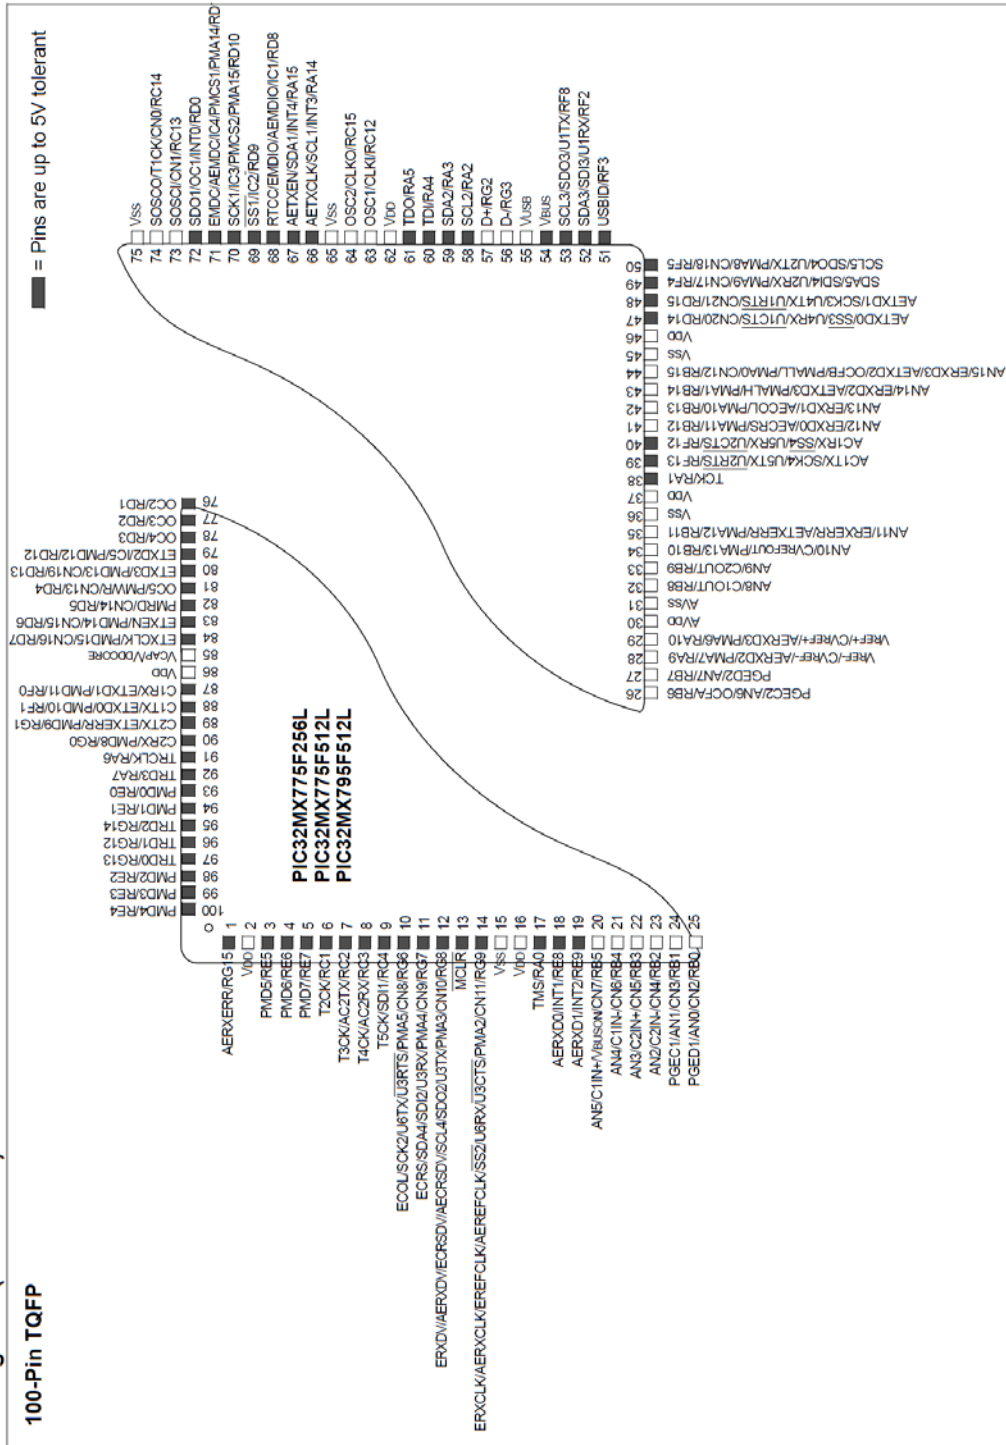 100-Pin TQFP
= Pins are up to 5V tolerant
PIC32MX775F256L
PIC32MX775F512L
PIC32MX795F512L
AERXERR/RG15 1
VDD 2
PMD5/RE5 3
PMD6/RE6 4
PMD7/RE7 5
T2CK/RC1 6
T3CK/AC2TX/RC2 7
T4CK/AC2RX/RC3 8
T5CK/SDI1/RC4 9
ECOL/SCK2/U6TX/U3RTS/PMA5/CN8/RG6 10
ECRS/SDA4/SDI2/U3RX/PMA4/CN9/RG7 11
ERXDV/AERXDV/ECRSDV/AECRSDV/SCL4/SDO2/U3TX/PMA3/CN10/RG8 12
MCLR 13
ERXCLK/AERXCLK/EREFCLK/AEREFCLK/SS2/U6RX/U3CTS/PMA2/CN11/RG9 14
VSS 15
VDD 16
TMS/RA0 17
AERXD0/INT1/RE8 18
AERXD1/INT2/RE9 19
AN5/C1IN+/VBUSON/CN7/RB5 20
AN4/C1IN-/CN6/RB4 21
AN3/C2IN+/CN5/RB3 22
AN2/C2IN-/CN4/RB2 23
PGEC1/AN1/CN3/RB1 24
PGED1/AN0/CN2/RB0 25
26 PGEC2/AN6/OCFA/RB6
27 PGED2/AN7/RB7
28 VREF-/CVREF-/AERXD2/PMA7/RA9
29 VREF+/CVREF+/AERXD3/PMA6/RA10
30 AVDD
31 AVSS
32 AN8/C1OUT/RB8
33 AN9/C2OUT/RB9
34 AN10/CVREFOUT/PMA13/RB10
35 AN11/ERXERR/AETXERR/PMA12/RB11
36 VSS
37 VDD
38 TCK/RA1
39 AC1TX/SCK4/U5TX/U2RTS/RF13
40 AC1RX/SS4/U5RX/U2CTS/RF12
41 AN12/ERXD0/AECRS/PMA11/RB12
42 AN13/ERXD1/AECOL/PMA10/RB13
43 AN14/ERXD2/AETXD3/PMALH/PMA1/RB14
44 AN15/ERXD3/AETXD2/OCFB/PMALL/PMA0/CN12/RB15
45 VSS
46 VDD
47 AETXD0/SS3/U4RX/U1CTS/CN20/RD14
48 AETXD1/SCK3/U4TX/U1RTS/CN21/RD15
49 SDA5/SDI4/U2RX/PMA9/CN17/RF4
50 SCL5/SDO4/U2TX/PMA8/CN18/RF5
75 VSS
74 SOSCO/T1CK/CN0/RC14
73 SOSCI/CN1/RC13
72 SDO1/OC1/INT0/RD0
71 EMDC/AEMDC/IC4/PMCS1/PMA14/RD
70 SCK1/IC3/PMCS2/PMA15/RD10
69 SS1/IC2/RD9
68 RTCC/EMDIO/AEMDIO/IC1/RD8
67 AETXEN/SDA1/INT4/RA15
66 AETXCLK/SCL1/INT3/RA14
65 VSS
64 OSC2/CLKO/RC15
63 OSC1/CLKI/RC12
62 VDD
61 TDO/RA5
60 TDI/RA4
59 SDA2/RA3
58 SCL2/RA2
57 D+/RG2
56 D-/RG3
55 VUSB
54 VBUS
53 SCL3/SDO3/U1TX/RF8
52 SDA3/SDI3/U1RX/RF2
51 USBID/RF3
76 OC2/RD1
77 OC3/RD2
78 OC4/RD3
79 ETXD2/IC5/PMD12/RD12
80 ETXD3/PMD13/CN19/RD13
81 OC5/PMWR/CN13/RD4
82 PMRD/CN14/RD5
83 ETXEN/PMD14/CN15/RD6
84 ETXCLK/PMD15/CN16/RD7
85 VCAP/VDDCORE
86 VDD
87 C1RX/ETXD1/PMD11/RF0
88 C1TX/ETXD0/PMD10/RF1
89 C2TX/ETXERR/PMD9/RG1
90 C2RX/PMD8/RG0
91 TRCLK/RA6
92 TRD3/RA7
93 PMD0/RE0
94 PMD1/RE1
95 TRD2/RG14
96 TRD1/RG12
97 TRD0/RG13
98 PMD2/RE2
99 PMD3/RE3
100 PMD4/RE4